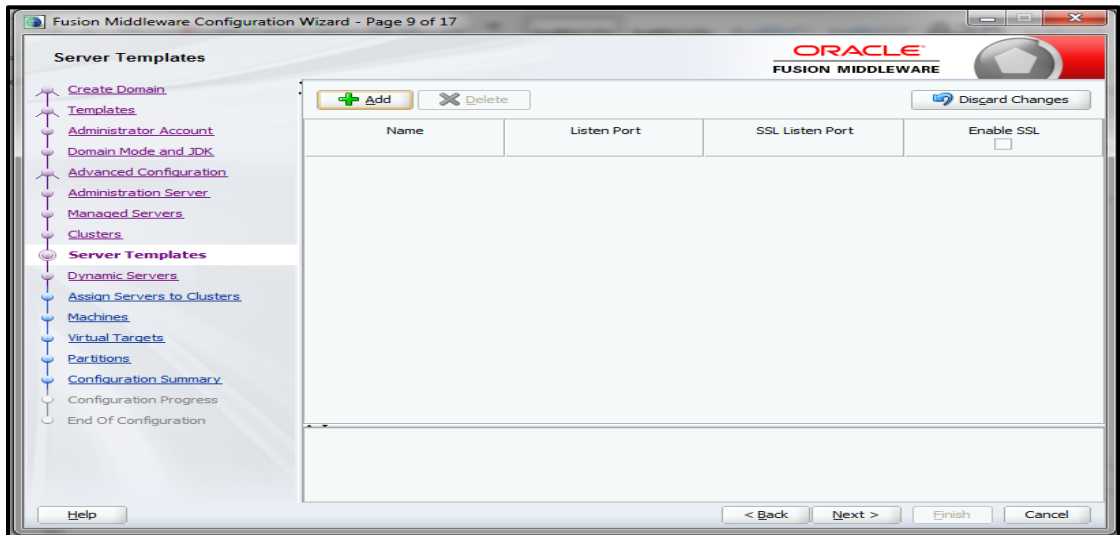 Fusion Middleware Configuration Wizard - Page 9 of 17
Server Templates
ORACLE
FUSION MIDDLEWARE
Create Domain
Templates
Administrator Account
Domain Mode and JDK
Advanced Configuration
Administration Server
Managed Servers
Clusters
Server Templates
Dynamic Servers
Assign Servers to Clusters
Machines
Virtual Targets
Partitions
Configuration Summary
Configuration Progress
End Of Configuration
Add Delete Discard Changes
Name Listen Port SSL Listen Port Enable SSL
Help < Back Next > Finish Cancel